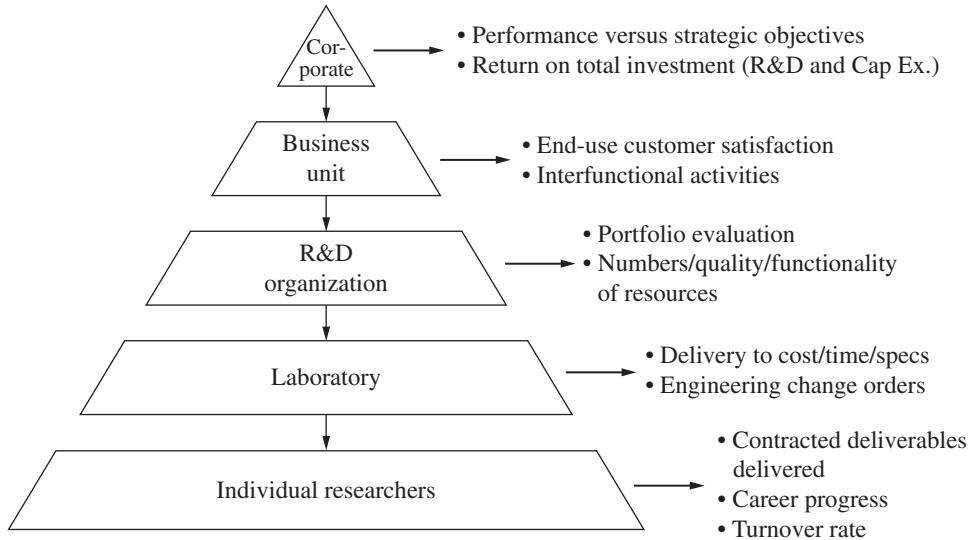 Cor-
porate
• Performance versus strategic objectives
• Return on total investment (R&D and Cap Ex.)
Business
unit
• End-use customer satisfaction
• Interfunctional activities
R&D
organization
• Portfolio evaluation
• Numbers/quality/functionality
of resources
Laboratory
• Delivery to cost/time/specs
• Engineering change orders
Individual researchers
• Contracted deliverables
delivered
• Career progress
• Turnover rate